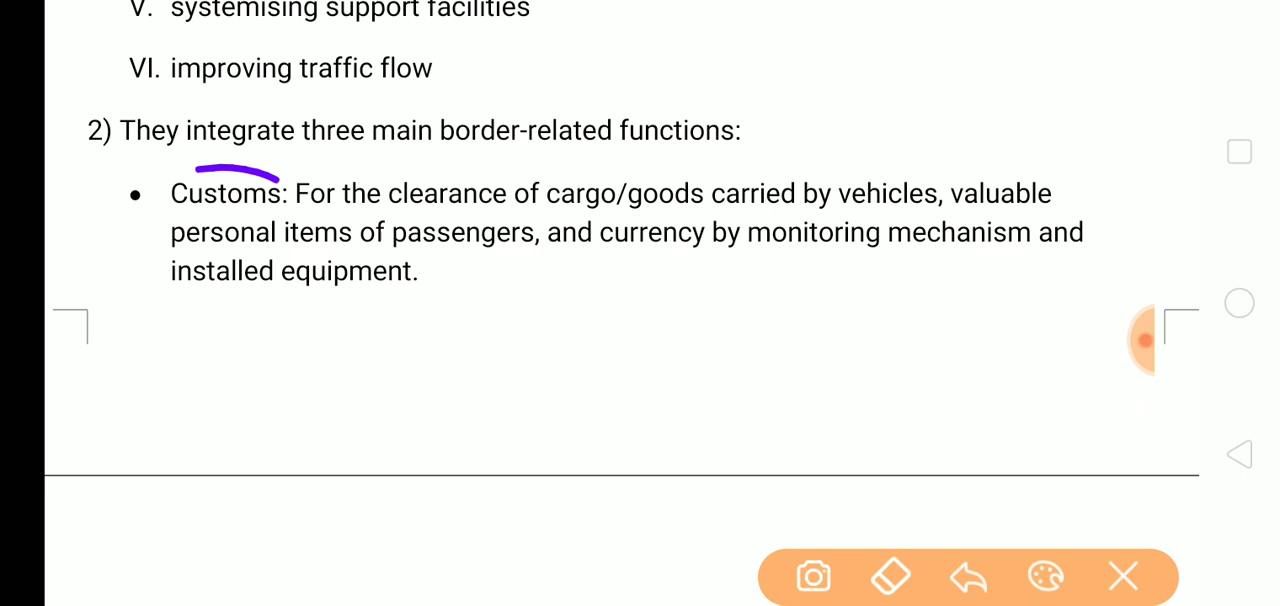 V. systemising support facilities
VI. improving traffic flow
2) They integrate three main border-related functions:
• Customs: For the clearance of cargo/goods carried by vehicles, valuable
personal items of passengers, and currency by monitoring mechanism and
installed equipment.